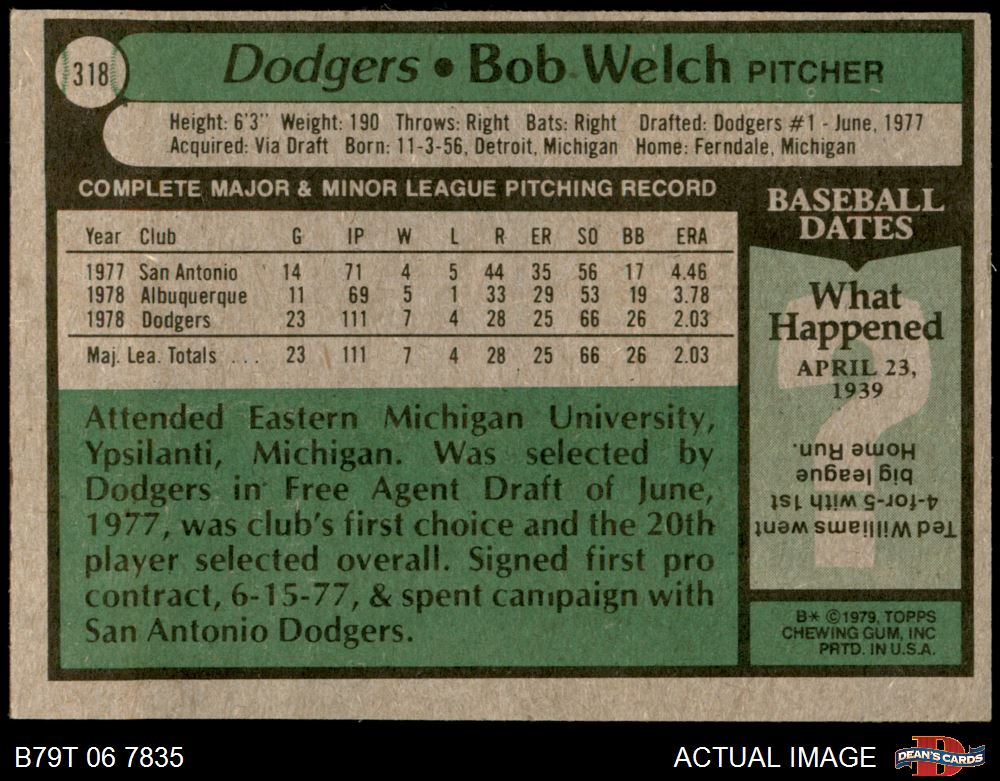 318
Dodgers • Bob Welch PITCHER
Height: 6'3" Weight: 190 Throws: Right Bats: Right Drafted: Dodgers #1 - June, 1977
Acquired: Via Draft Born: 11-3-56, Detroit, Michigan Home: Ferndale, Michigan
COMPLETE MAJOR & MINOR LEAGUE PITCHING RECORD
Year Club G IP W L R ER SO BB ERA
1977 San Antonio 14 71 4 5 44 35 56 17 4.46
1978 Albuquerque 11 69 5 1 33 29 53 19 3.78
1978 Dodgers 23 111 7 4 28 25 66 26 2.03
Maj. Lea. Totals ... 23 111 7 4 28 25 66 26 2.03
Attended Eastern Michigan University,
Ypsilanti, Michigan. Was selected by
Dodgers in Free Agent Draft of June,
1977, was club's first choice and the 20th
player selected overall. Signed first pro
contract, 6-15-77, & spent campaign with
San Antonio Dodgers.
BASEBALL
DATES
What
Happened
APRIL 23,
1939
?
Ted Williams went
4-for-5 with 1st
big league
Home Run.
B* ©1979, TOPPS
CHEWING GUM, INC
PRTD. IN U.S.A.
B79T 06 7835
ACTUAL IMAGE
D
DEAN'S CARDS